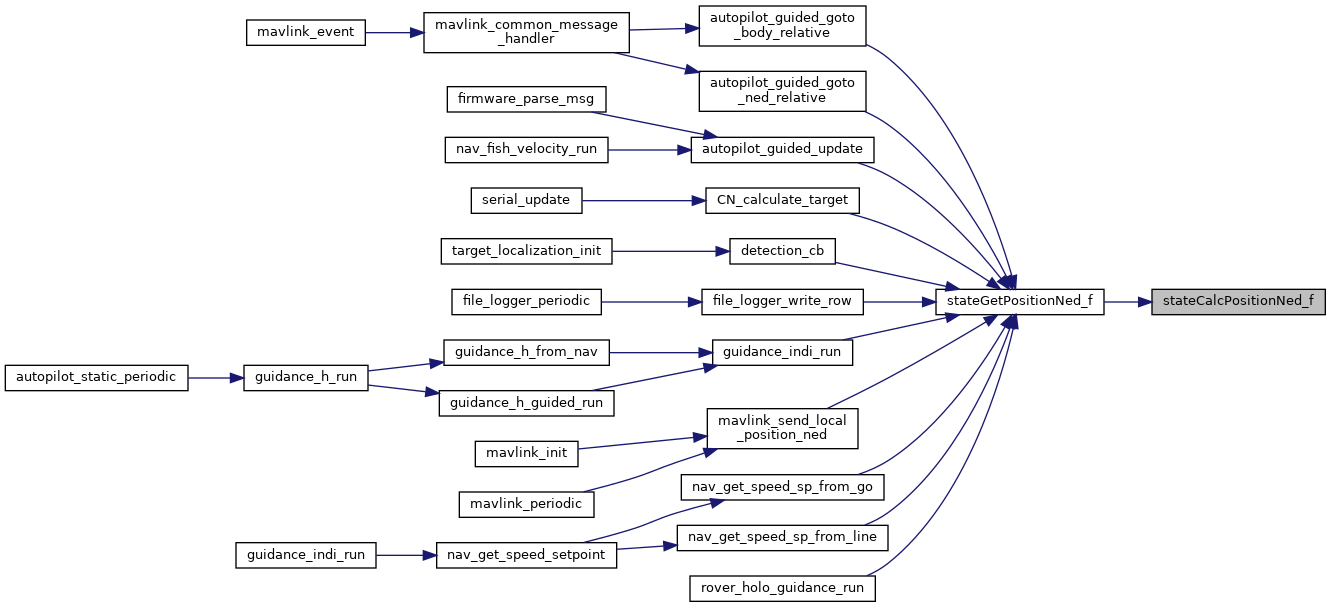 autopilot_guided_goto
_body_relative
mavlink_common_message
_handler
mavlink_event
autopilot_guided_goto
_ned_relative
firmware_parse_msg
nav_fish_velocity_run
autopilot_guided_update
serial_update
CN_calculate_target
target_localization_init
detection_cb
file_logger_periodic
file_logger_write_row
stateGetPositionNed_f
stateCalcPositionNed_f
guidance_h_from_nav
guidance_indi_run
autopilot_static_periodic
guidance_h_run
guidance_h_guided_run
mavlink_send_local
_position_ned
mavlink_init
mavlink_periodic
nav_get_speed_sp_from_go
nav_get_speed_sp_from_line
guidance_indi_run
nav_get_speed_setpoint
rover_holo_guidance_run